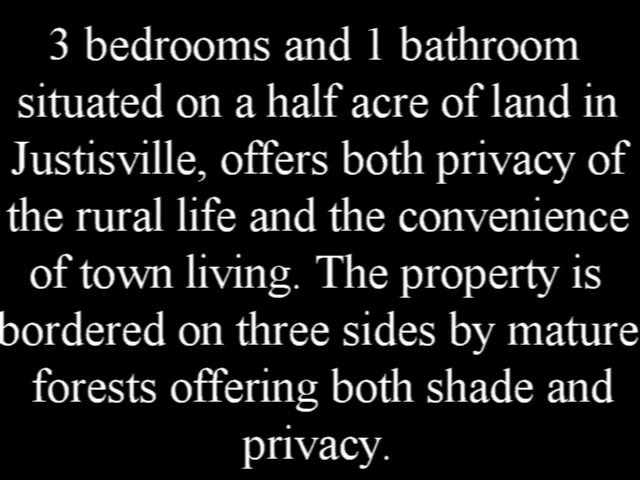 3 bedrooms and 1 bathroom
situated on a half acre of land in
Justisville, offers both privacy of
the rural life and the convenience
of town living. The property is
bordered on three sides by mature
forests offering both shade and
privacy.